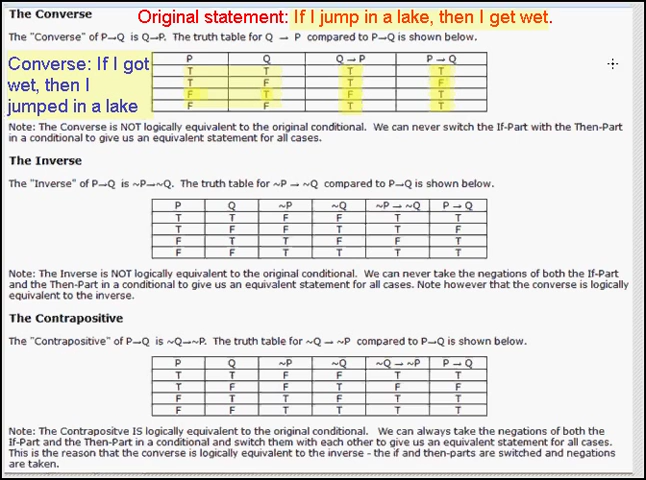 The Converse
Original statement: If I jump in a lake, then I get wet.
The "Converse" of P→Q is Q→P. The truth table for Q → P compared to P→Q is shown below.
Converse: If I got
wet, then I
jumped in a lake
P Q Q → P P → Q
T T T T
T F T F
F T F T
F F T T
Note: The Converse is NOT logically equivalent to the original conditional. We can never switch the If-Part with the Then-Part
in a conditional to give us an equivalent statement for all cases.
The Inverse
The "Inverse" of P→Q is ~P→~Q. The truth table for ~P → ~Q compared to P→Q is shown below.
P Q ~P ~Q ~P → ~Q P → Q
T T F F T T
T F F T T F
F T T F F T
F F T T T T
Note: The Inverse is NOT logically equivalent to the original conditional. We can never take the negations of both the If-Part
and the Then-Part in a conditional to give us an equivalent statement for all cases. Note however that the converse is logically
equivalent to the inverse.
The Contrapositive
The "Contrapositive" of P→Q is ~Q→~P. The truth table for ~Q → ~P compared to P→Q is shown below.
P Q ~P ~Q ~Q → ~P P → Q
T T F F T T
T F F T F F
F T T F T T
F F T T T T
Note: The Contrapositve IS logically equivalent to the original conditional. We can always take the negations of both the
If-Part and the Then-Part in a conditional and switch them with each other to give us an equivalent statement for all cases.
This is the reason that the converse is logically equivalent to the inverse - the if and then-parts are switched and negations
are taken.